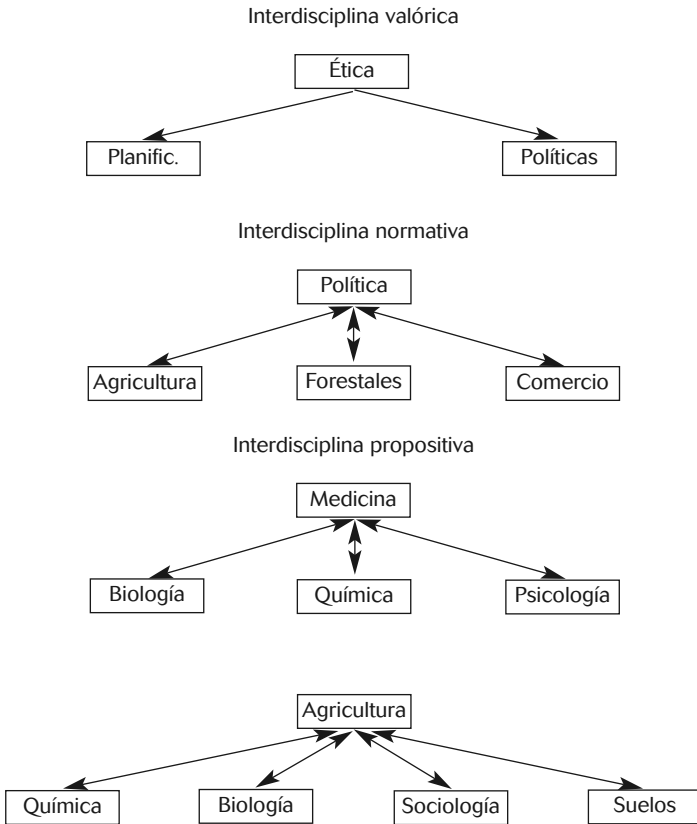 Interdisciplina valórica
Ética
Planific. Políticas
Interdisciplina normativa
Política
Agricultura Forestales Comercio
Interdisciplina propositiva
Medicina
Biología Química Psicología
Agricultura
Química Biología Sociología Suelos